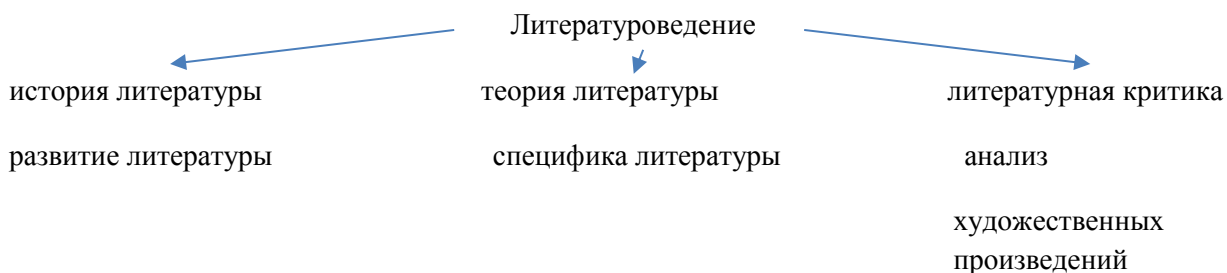 Литературоведение
история литературы теория литературы литературная критика
развитие литературы специфика литературы анализ
художественных
произведений